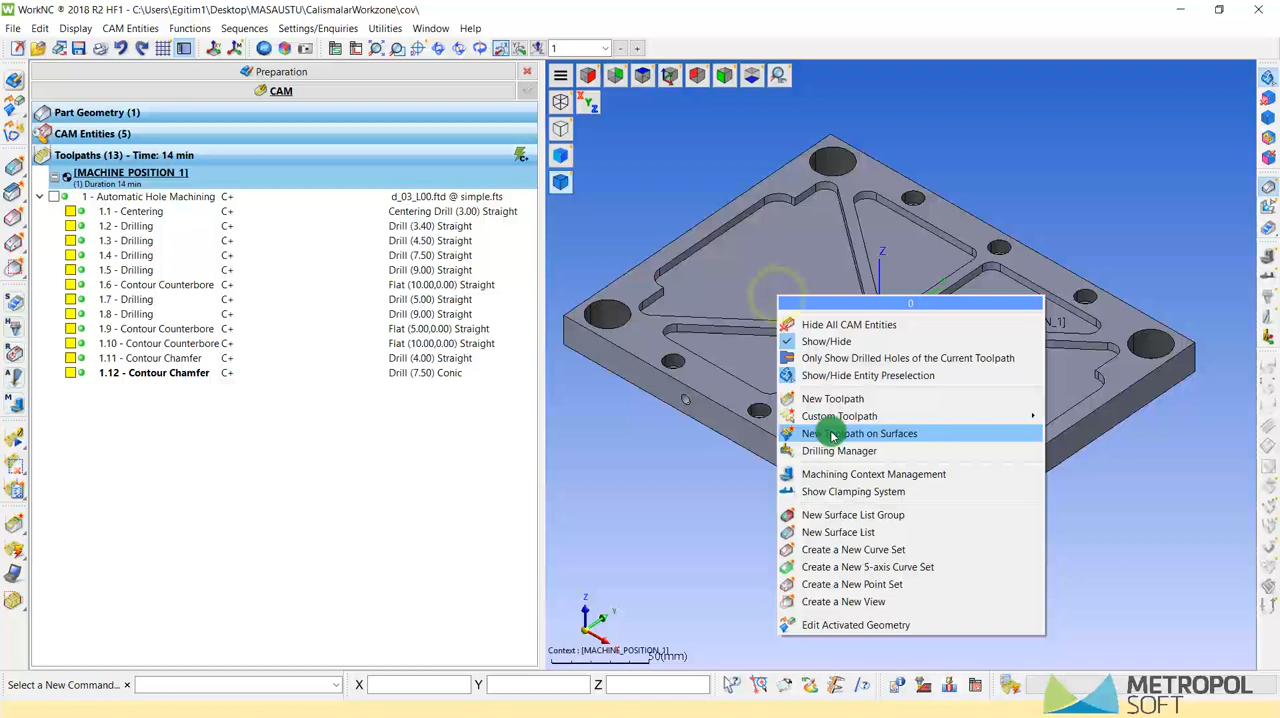 WorkNC ® 2018 R2 HF1 - C:\Users\Egitim1\Desktop\MASAUSTU\CalismalarWorkzone\cov\
File Edit Display CAM Entities Functions Sequences Settings/Enquiries Utilities Window Help
1
Preparation
CAM
Part Geometry (1)
CAM Entities (5)
Toolpaths (13) - Time: 14 min
[MACHINE_POSITION_1]
(1) Duration 14 min
1 - Automatic Hole Machining C+ d_03_L00.ftd @ simple.fts
1.1 - Centering C+ Centering Drill (3.00) Straight
1.2 - Drilling C+ Drill (3.40) Straight
1.3 - Drilling C+ Drill (4.50) Straight
1.4 - Drilling C+ Drill (7.50) Straight
1.5 - Drilling C+ Drill (9.00) Straight
1.6 - Contour Counterbore C+ Flat (10.00,0.00) Straight
1.7 - Drilling C+ Drill (5.00) Straight
1.8 - Drilling C+ Drill (9.00) Straight
1.9 - Contour Counterbore C+ Flat (5.00,0.00) Straight
1.10 - Contour Counterbore C+ Flat (10.00,0.00) Straight
1.11 - Contour Chamfer C+ Drill (4.00) Straight
1.12 - Contour Chamfer C+ Drill (7.50) Conic
X Y Z
Z
_1]
0
Hide All CAM Entities
Show/Hide
Only Show Drilled Holes of the Current Toolpath
Show/Hide Entity Preselection
New Toolpath
Custom Toolpath
New Toolpath on Surfaces
Drilling Manager
Machining Context Management
Show Clamping System
New Surface List Group
New Surface List
Create a New Curve Set
Create a New 5-axis Curve Set
Create a New Point Set
Create a New View
Edit Activated Geometry
Z
Y
X
Context : [MACHINE_POSITION_1]
50(mm)
Select a New Command... X Y Z
METROPOL
SOFT